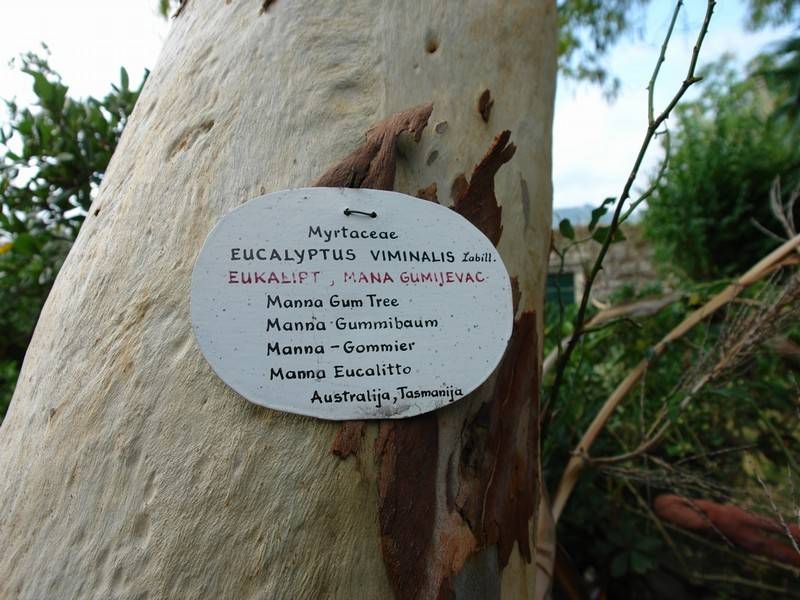 Myrtaceae
EUCALYPTUS VIMINALIS Labill.
EUKALIPT, MANA GUMIJEVAC
Manna Gum Tree
Manna Gummibaum
Manna-Gommier
Manna Eucalitto
Australija, Tasmanija